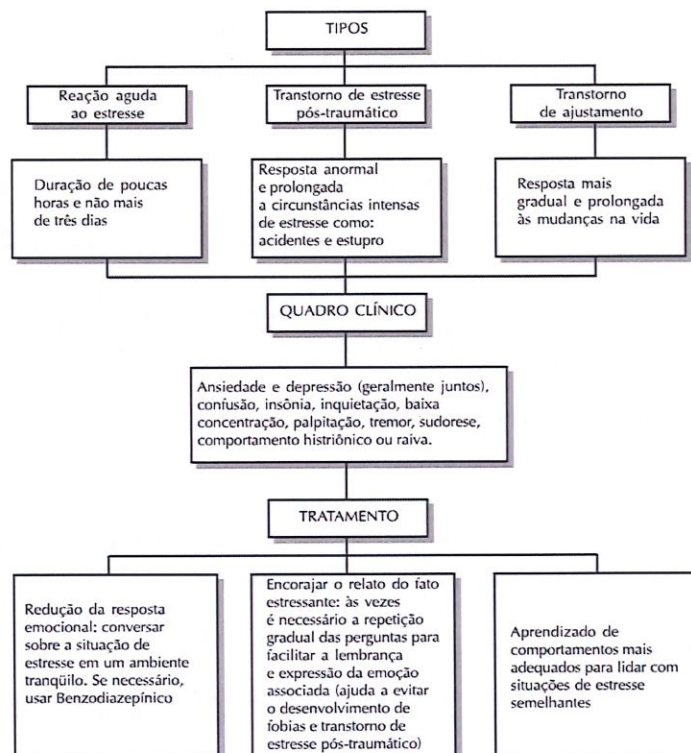 TIPOS
Reação aguda
ao estresse
Transtorno de estresse
pós-traumático
Transtorno
de ajustamento
Duração de poucas
horas e não mais
de três dias
Resposta anormal
e prolongada
a circunstâncias intensas
de estresse como:
acidentes e estupro
Resposta mais
gradual e prolongada
às mudanças na vida
QUADRO CLÍNICO
Ansiedade e depressão (geralmente juntos),
confusão, insônia, inquietação, baixa
concentração, palpitação, tremor, sudorese,
comportamento histriônico ou raiva.
TRATAMENTO
Redução da resposta
emocional: conversar
sobre a situação de
estresse em um ambiente
tranqüilo. Se necessário,
usar Benzodiazepínico
Encorajar o relato do fato
estressante: às vezes
é necessário a repetição
gradual das perguntas para
facilitar a lembrança
e expressão da emoção
associada (ajuda a evitar
o desenvolvimento de
fobias e transtorno de
estresse pós-traumático)
Aprendizado de
comportamentos mais
adequados para lidar com
situações de estresse
semelhantes